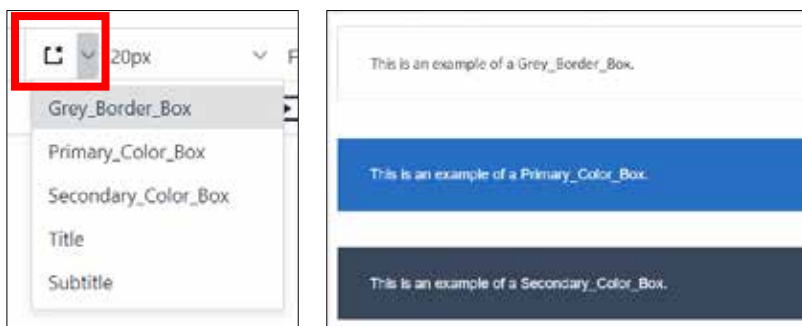 20px
F
Grey_Border_Box
Primary_Color_Box
Secondary_Color_Box
Title
Subtitle
This is an example of a Grey_Border_Box.
This is an example of a Primary_Color_Box.
This is an example of a Secondary_Color_Box.